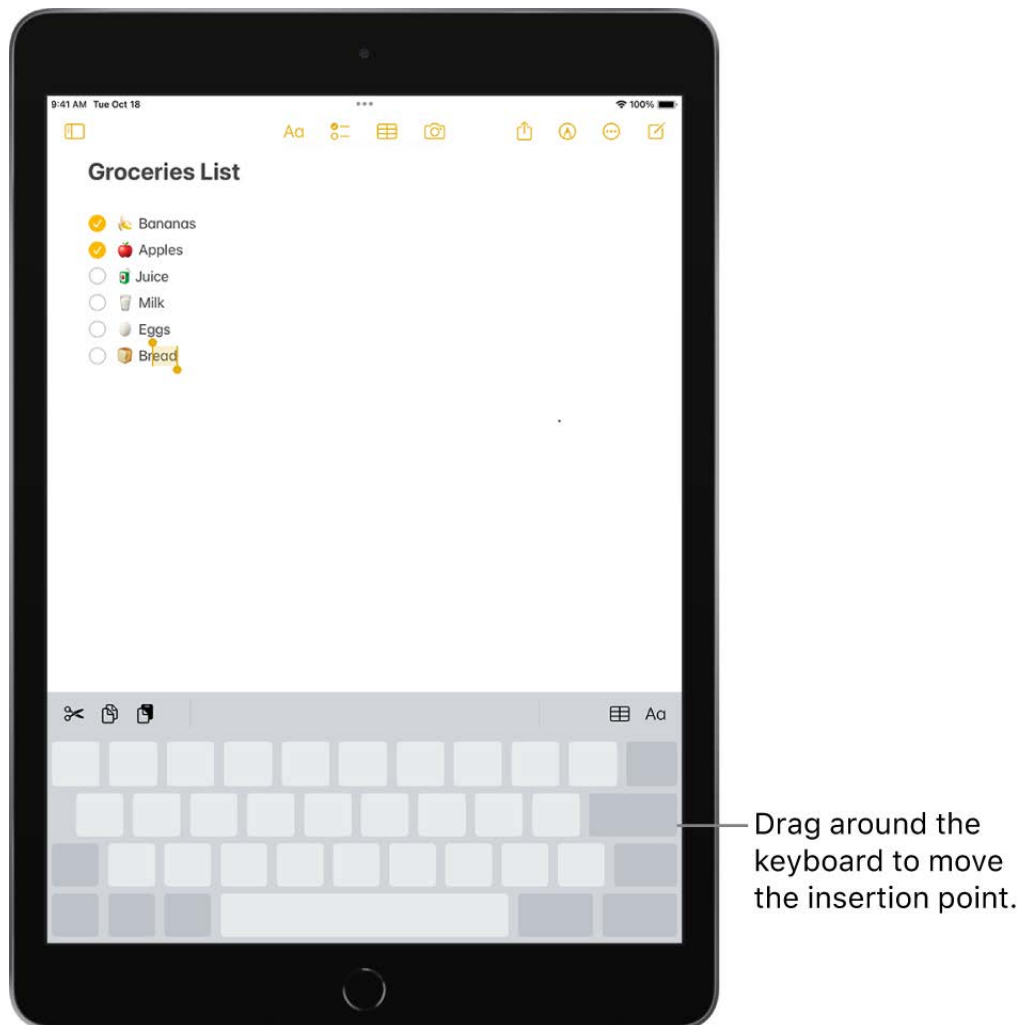 9:41 AM Tue Oct 18
100%
Aa
Groceries List
Bananas
Apples
Juice
Milk
Eggs
Bread
Aa
Drag around the
keyboard to move
the insertion point.